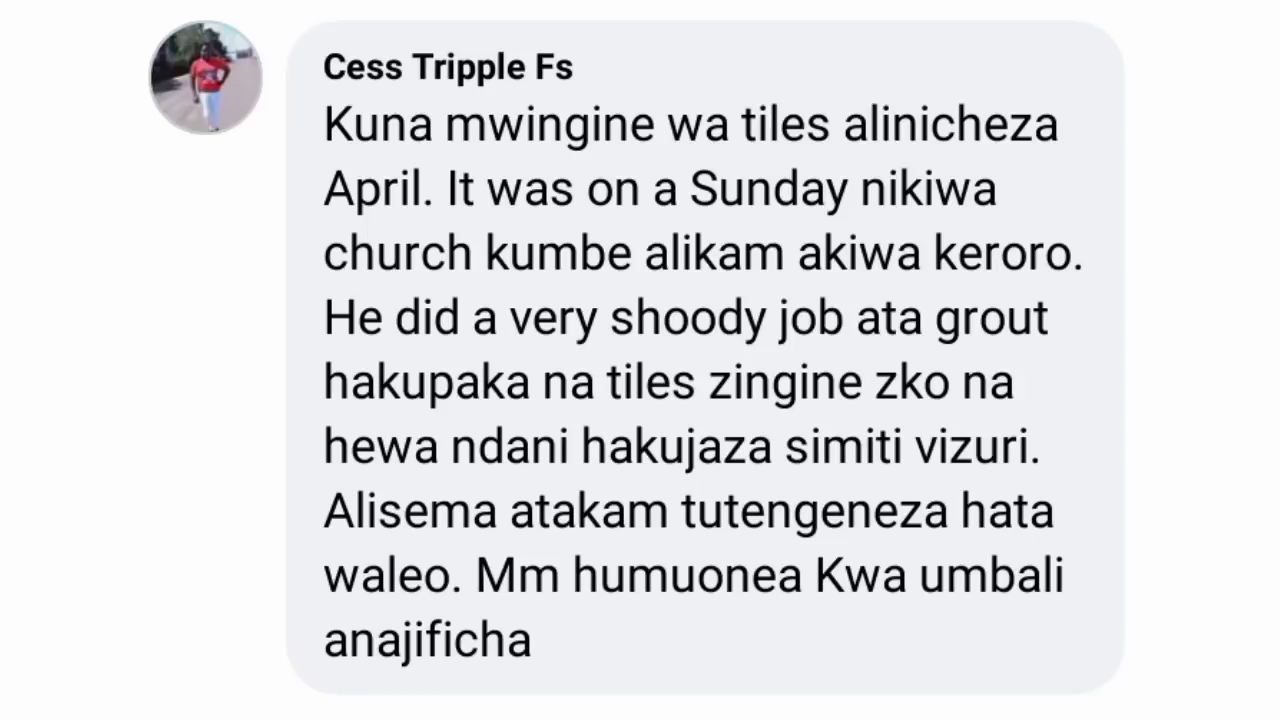 Cess Tripple Fs
Kuna mwingine wa tiles alinicheza
April. It was on a Sunday nikiwa
church kumbe alikam akiwa keroro.
He did a very shoody job ata grout
hakupaka na tiles zingine zko na
hewa ndani hakujaza simiti vizuri.
Alisema atakam tutengeneza hata
waleo. Mm humuonea Kwa umbali
anajificha